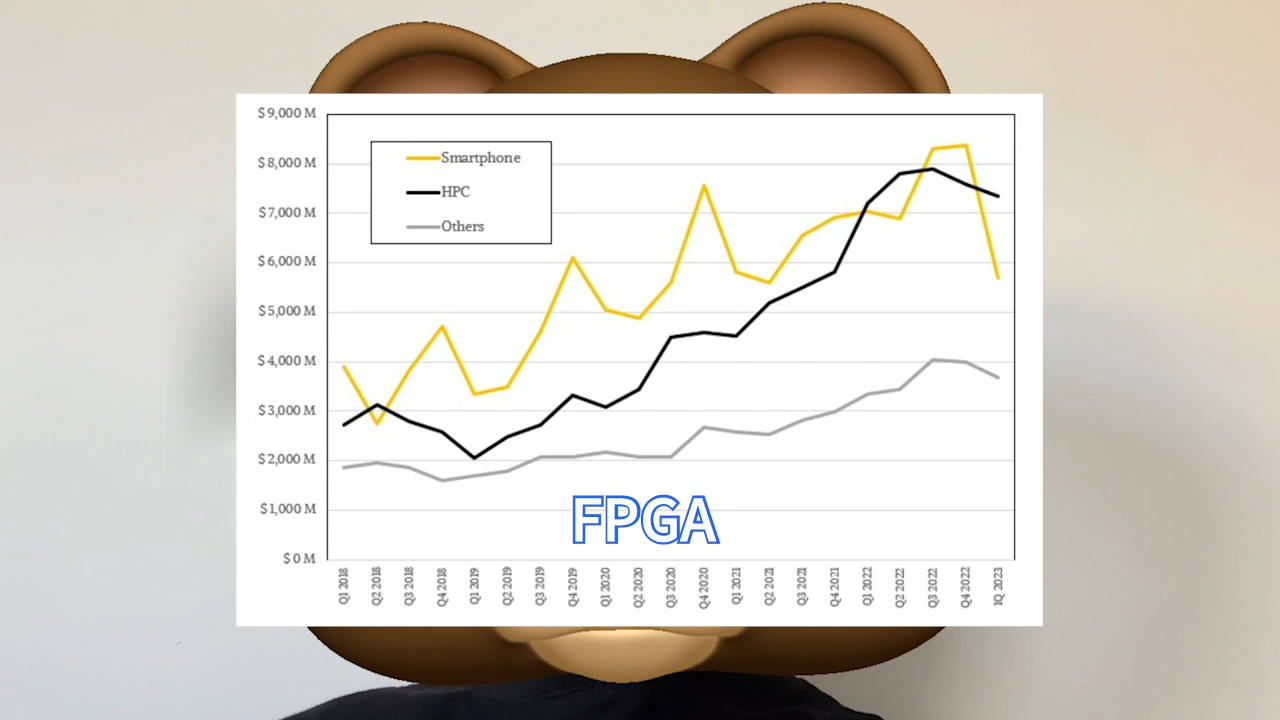 $9,000 M
$8,000 M
$7,000 M
$6,000 M
$5,000 M
$4,000 M
$3,000 M
$2,000 M
$1,000 M
$0 M
Smartphone
HPC
Others
FPGA
Q1 2018
Q2 2018
Q3 2018
Q4 2018
Q1 2019
Q2 2019
Q3 2019
Q4 2019
Q1 2020
Q2 2020
Q3 2020
Q4 2020
Q1 2021
Q2 2021
Q3 2021
Q4 2021
Q1 2022
Q2 2022
Q3 2022
Q4 2022
1Q 2023